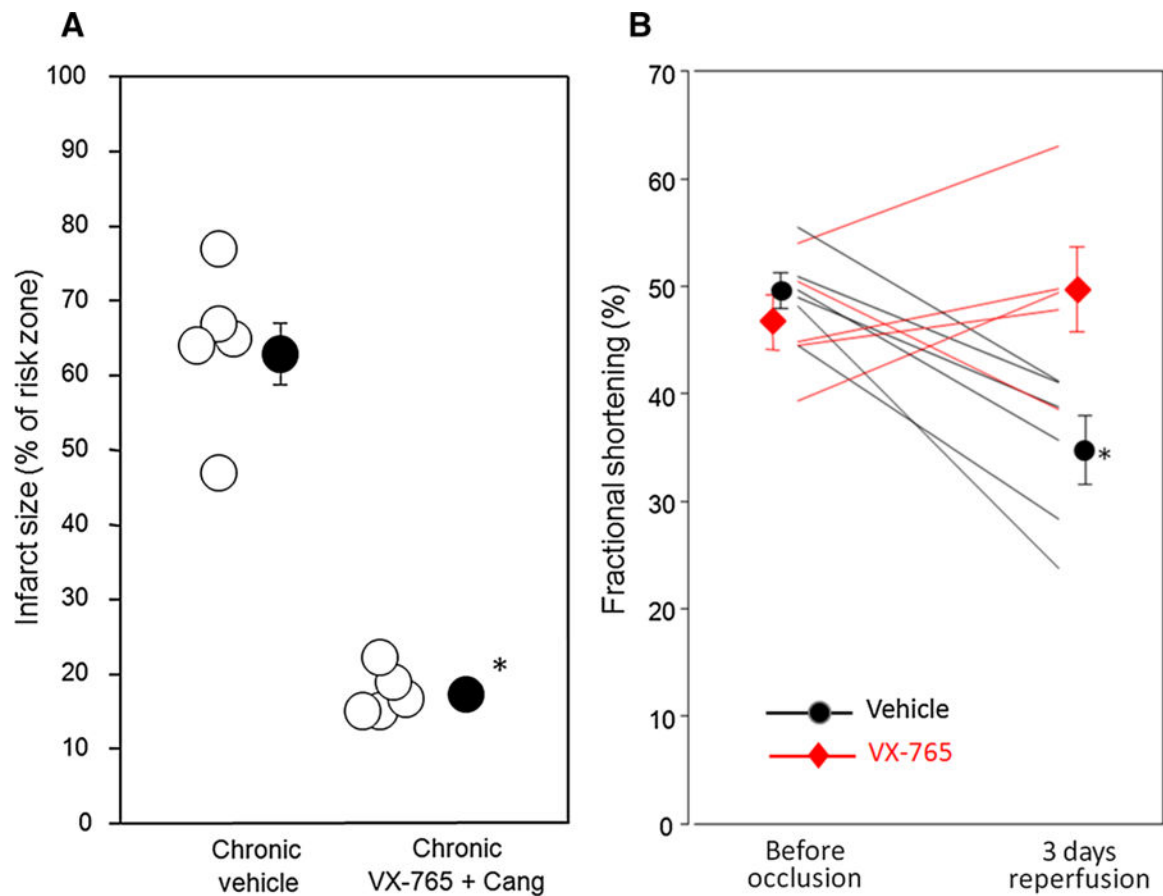 A
Infarct size (% of risk zone)
100
90
80
70
60
50
40
30
20
10
0
*
Chronic
vehicle
Chronic
VX-765 + Cang
B
Fractional shortening (%)
70
60
50
40
30
20
10
0
*
Vehicle
VX-765
Before
occlusion
3 days
reperfusion